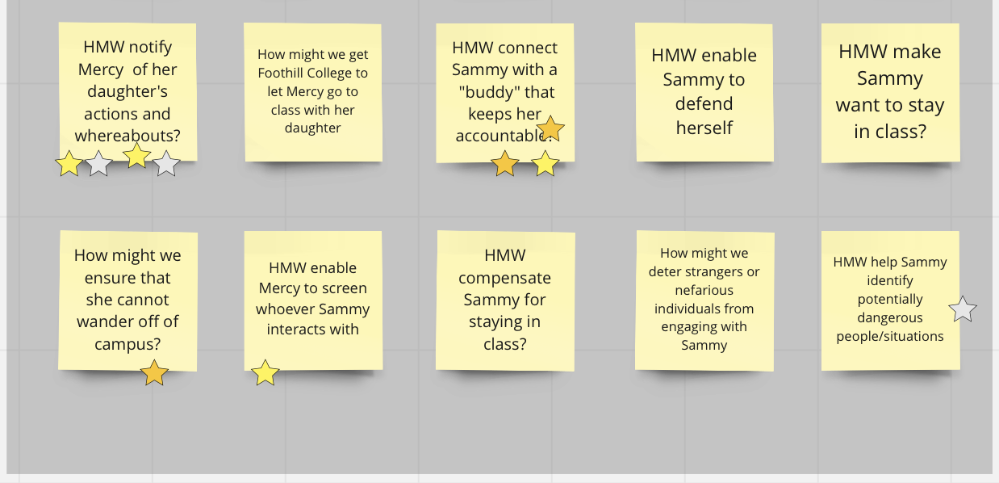 HMW notify
Mercy  of her
daughter's
actions and
whereabouts?
How might we get
Foothill College to
let Mercy go to
class with her
daughter
HMW connect
Sammy with a
"buddy" that
keeps her
accountable?
HMW enable
Sammy to
defend
herself
HMW make
Sammy
want to stay
in class?
How might we
ensure that
she cannot
wander off of
campus?
HMW enable
Mercy to screen
whoever Sammy
interacts with
HMW
compensate
Sammy for
staying in
class?
How might we
deter strangers or
nefarious
individuals from
engaging with
Sammy
HMW help Sammy
identify
potentially
dangerous
people/situations